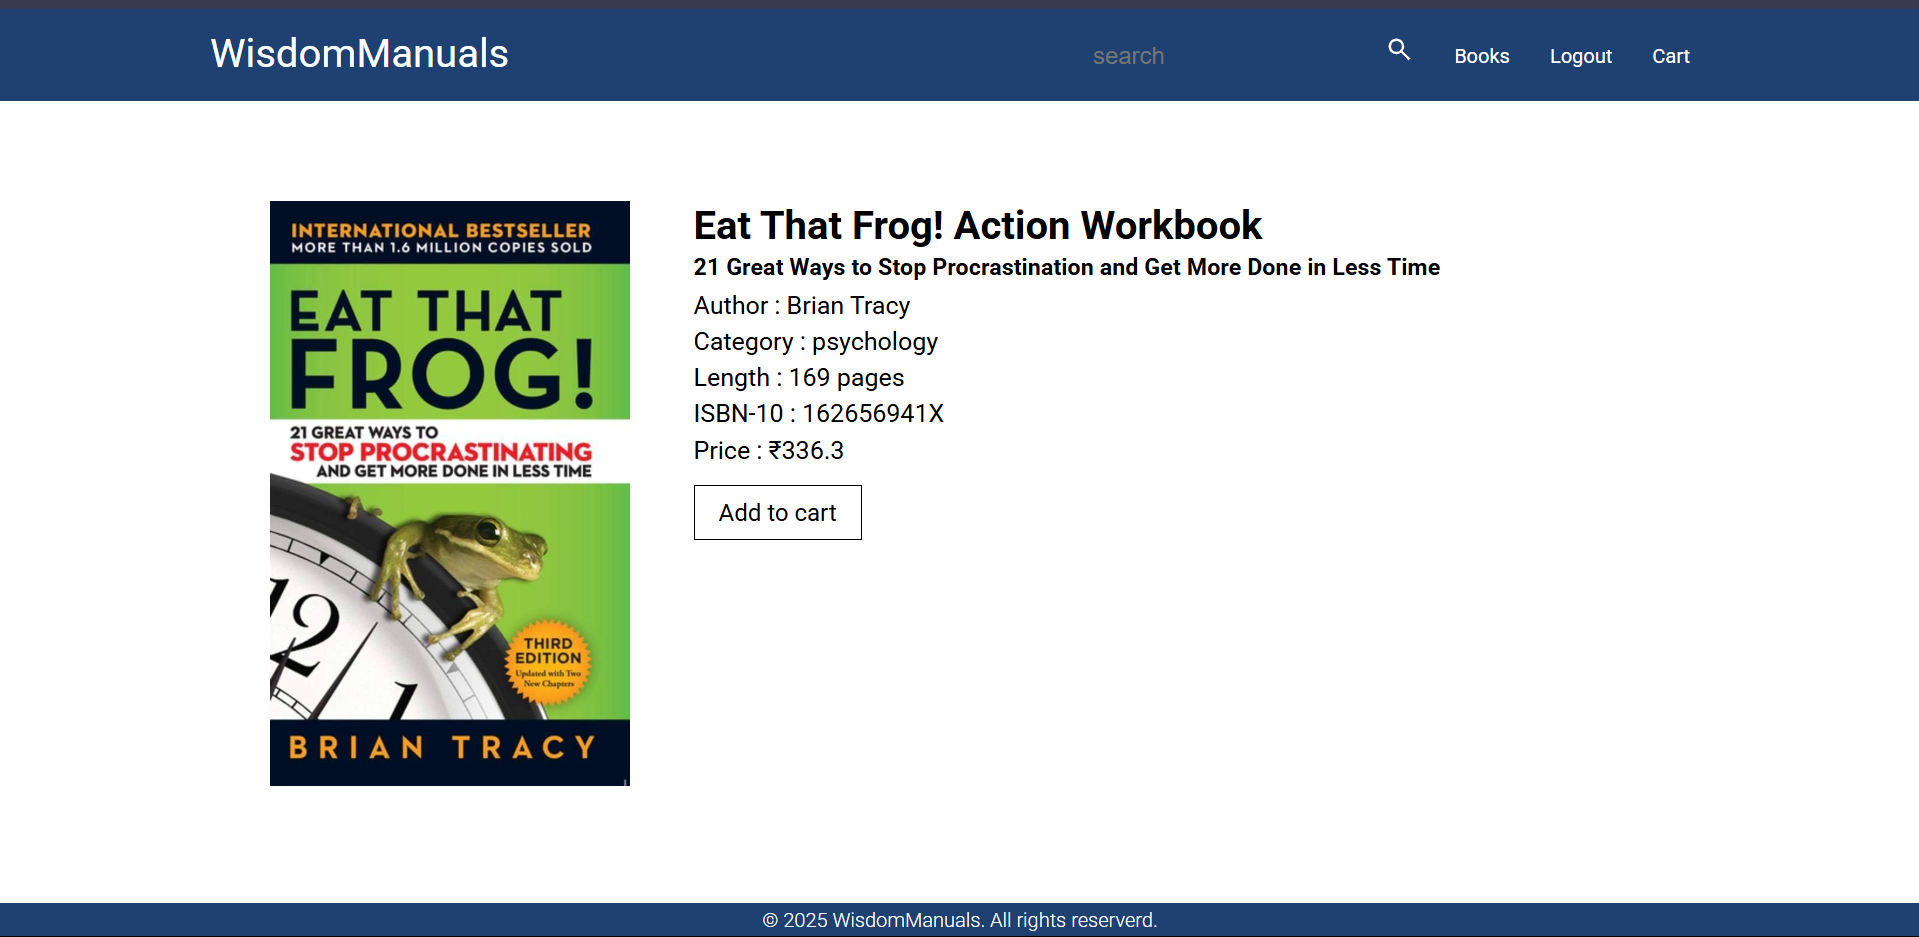 WisdomManuals
search
Books
Logout
Cart
INTERNATIONAL BESTSELLER
MORE THAN 1.6 MILLION COPIES SOLD
EAT THAT
FROG!
21 GREAT WAYS TO
STOP PROCRASTINATING
AND GET MORE DONE IN LESS TIME
12
1
THIRD
EDITION
Updated with Two
New Chapters
BRIAN TRACY
Eat That Frog! Action Workbook
21 Great Ways to Stop Procrastination and Get More Done in Less Time
Author : Brian Tracy
Category : psychology
Length : 169 pages
ISBN-10 : 162656941X
Price : ₹336.3
Add to cart
© 2025 WisdomManuals. All rights reserverd.